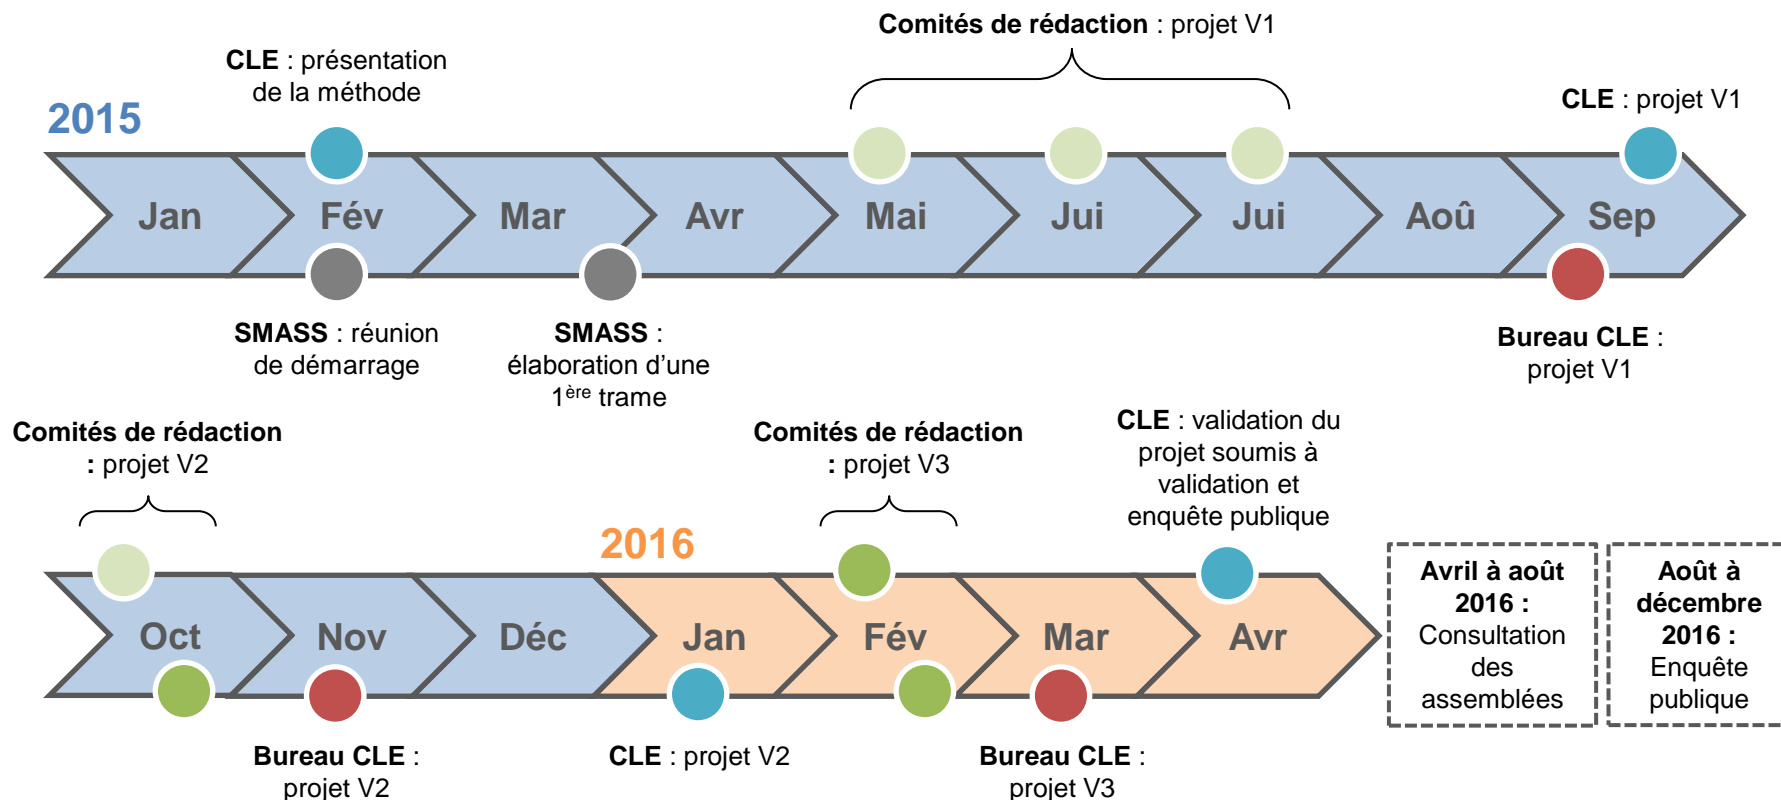 Comités de rédaction : projet V1
CLE : présentation
de la méthode
CLE : projet V1
2015
Jan
Fév
Mar
Avr
Mai
Jui
Jui
Aoû
Sep
SMASS : réunion
de démarrage
SMASS :
élaboration d’une
1ère trame
Bureau CLE :
projet V1
Comités de rédaction
: projet V2
Comités de rédaction
: projet V3
CLE : validation du
projet soumis à
validation et
enquête publique
2016
Oct
Nov
Déc
Jan
Fév
Mar
Avr
Avril à août
2016 :
Consultation
des
assemblées
Août à
décembre
2016 :
Enquête
publique
Bureau CLE :
projet V2
CLE : projet V2
Bureau CLE :
projet V3